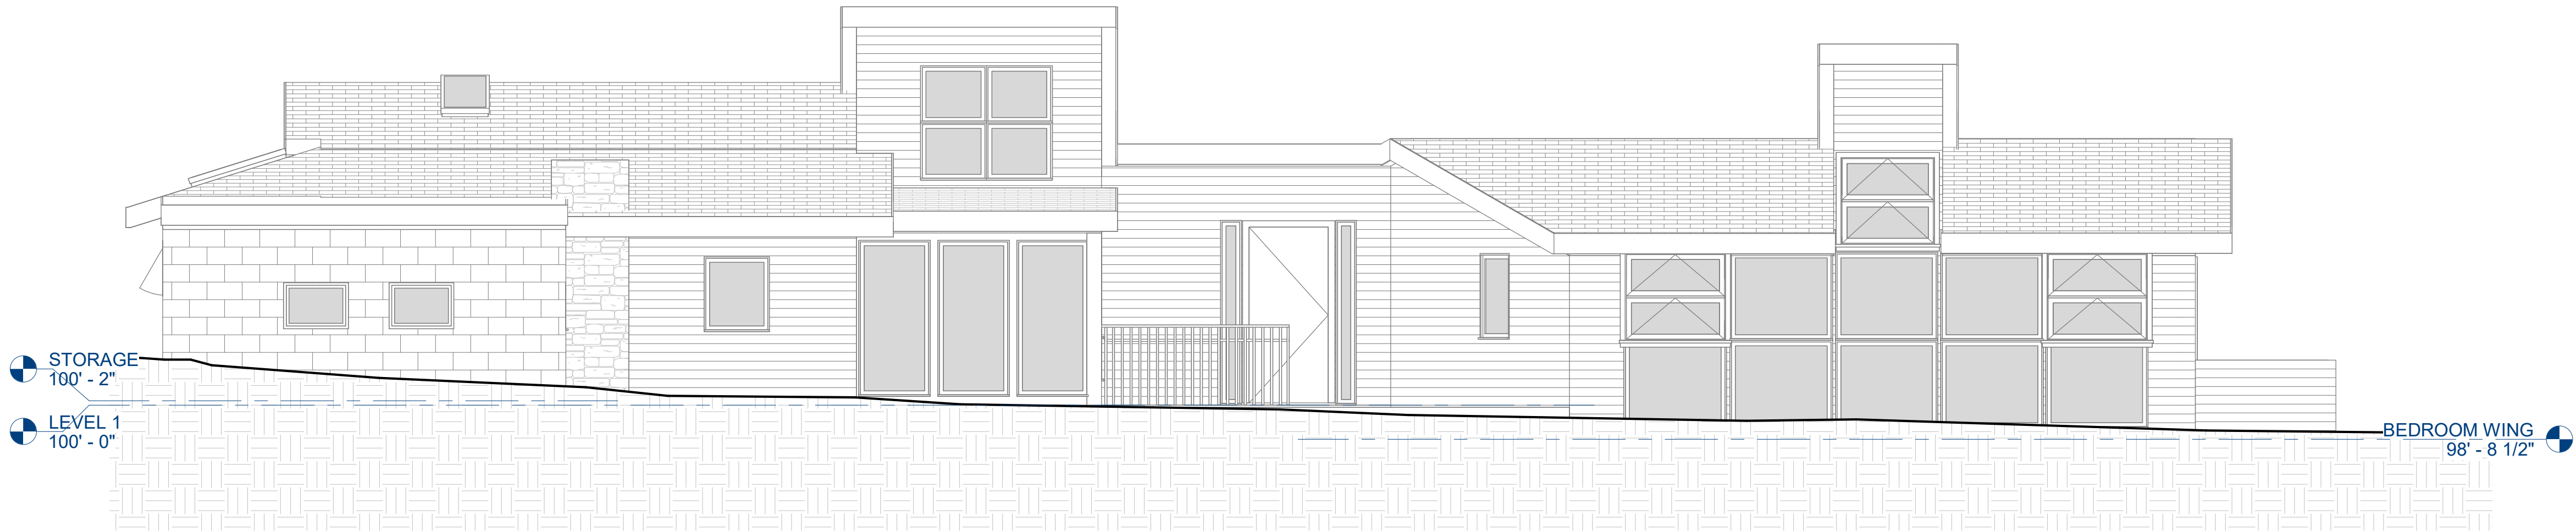 STORAGE
100' - 2"
LEVEL 1
100' - 0"
BEDROOM WING
98' - 8 1/2"